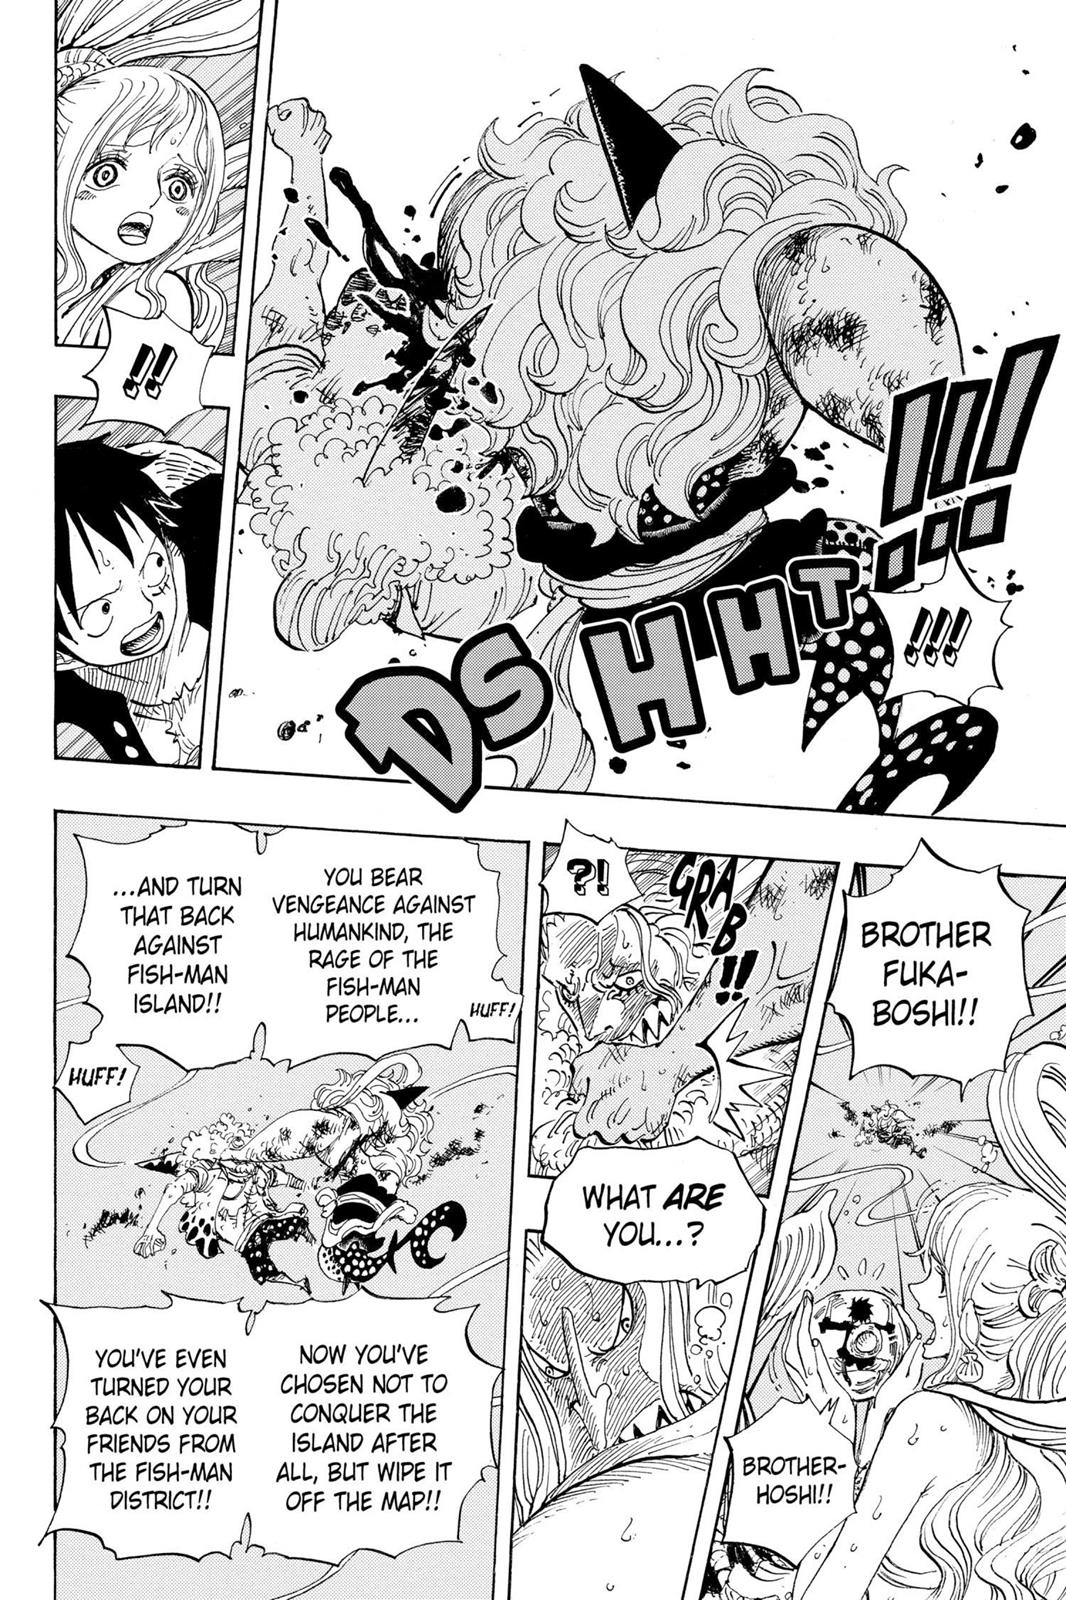 !!!
DSHHT
!!!
!!
BROTHER
FUKA-
BOSHI!!
BROTHER-
HOSHI!!
?!
GRAB!!
WHAT ARE
YOU...?
YOU BEAR
VENGEANCE AGAINST
HUMANKIND, THE
RAGE OF THE
FISH-MAN
PEOPLE...
HUFF!
...AND TURN
THAT BACK
AGAINST
FISH-MAN
ISLAND!!
HUFF!
NOW YOU'VE
CHOSEN NOT TO
CONQUER THE
ISLAND AFTER
ALL, BUT WIPE IT
OFF THE MAP!!
YOU'VE EVEN
TURNED YOUR
BACK ON YOUR
FRIENDS FROM
THE FISH-MAN
DISTRICT!!